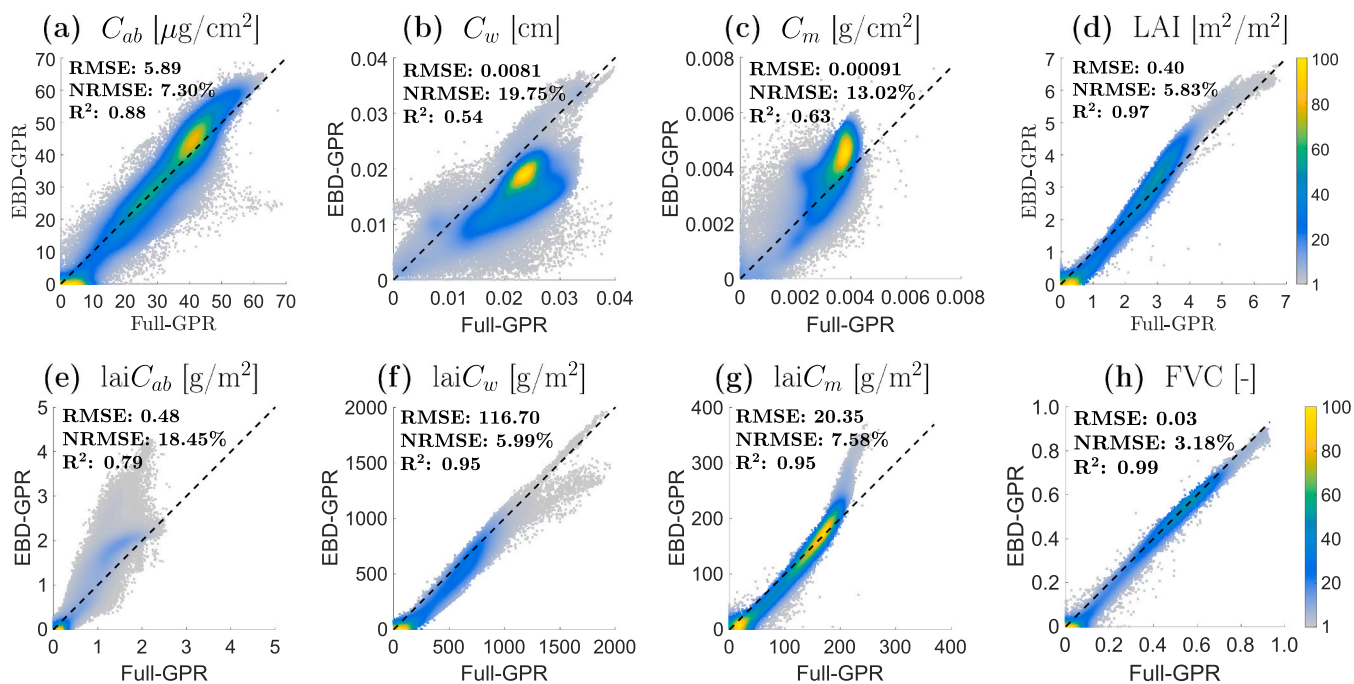 (a) C_ab [µg/cm²]
RMSE: 5.89
NRMSE: 7.30%
R²: 0.88
70
60
50
40
30
20
10
0
EBD-GPR
0 10 20 30 40 50 60 70
Full-GPR
(b) C_w [cm]
RMSE: 0.0081
NRMSE: 19.75%
R²: 0.54
0.04
0.03
0.02
0.01
0
EBD-GPR
0 0.01 0.02 0.03 0.04
Full-GPR
(c) C_m [g/cm²]
RMSE: 0.00091
NRMSE: 13.02%
R²: 0.63
0.008
0.006
0.004
0.002
0
EBD-GPR
0 0.002 0.004 0.006 0.008
Full-GPR
(d) LAI [m²/m²]
RMSE: 0.40
NRMSE: 5.83%
R²: 0.97
7
6
5
4
3
2
1
0
EBD-GPR
0 1 2 3 4 5 6 7
Full-GPR
100
80
60
40
20
1
(e) laiC_ab [g/m²]
RMSE: 0.48
NRMSE: 18.45%
R²: 0.79
5
4
3
2
1
0
EBD-GPR
0 1 2 3 4 5
Full-GPR
(f) laiC_w [g/m²]
RMSE: 116.70
NRMSE: 5.99%
R²: 0.95
2000
1500
1000
500
0
EBD-GPR
0 500 1000 1500 2000
Full-GPR
(g) laiC_m [g/m²]
RMSE: 20.35
NRMSE: 7.58%
R²: 0.95
400
300
200
100
0
EBD-GPR
0 100 200 300 400
Full-GPR
(h) FVC [-]
RMSE: 0.03
NRMSE: 3.18%
R²: 0.99
1.0
0.8
0.6
0.4
0.2
0
EBD-GPR
0 0.2 0.4 0.6 0.8 1.0
Full-GPR
100
80
60
40
20
1